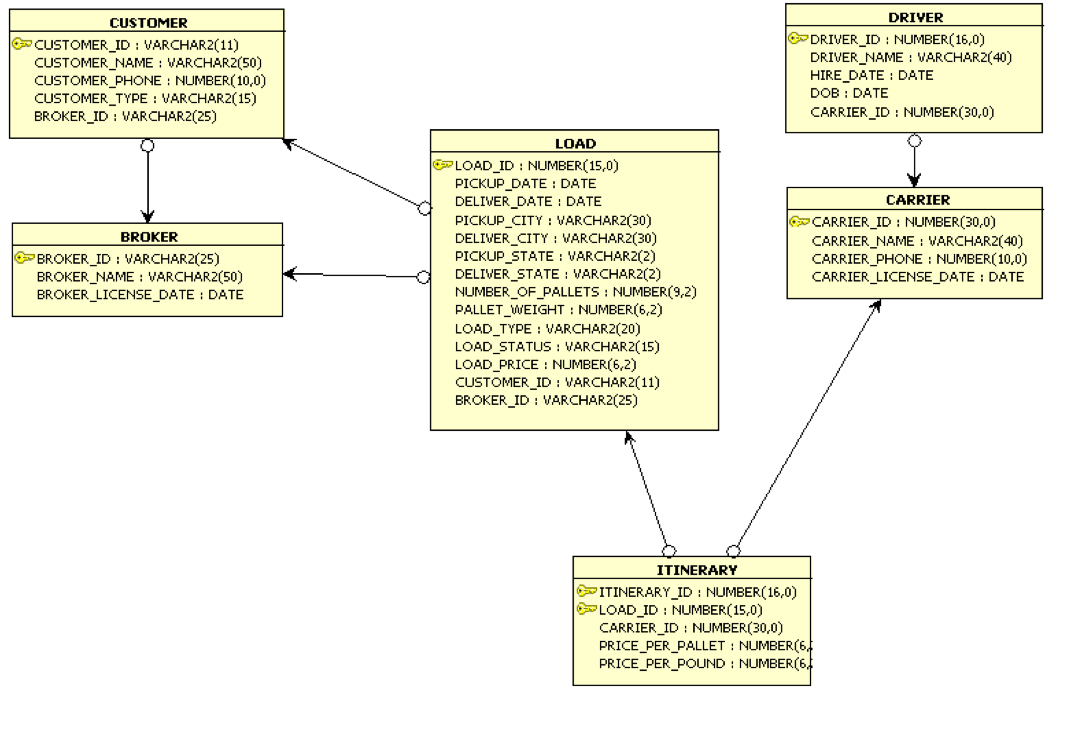 CUSTOMER
CUSTOMER_ID : VARCHAR2(11)
CUSTOMER_NAME : VARCHAR2(50)
CUSTOMER_PHONE : NUMBER(10,0)
CUSTOMER_TYPE : VARCHAR2(15)
BROKER_ID : VARCHAR2(25)
BROKER
BROKER_ID : VARCHAR2(25)
BROKER_NAME : VARCHAR2(50)
BROKER_LICENSE_DATE : DATE
LOAD
LOAD_ID : NUMBER(15,0)
PICKUP_DATE : DATE
DELIVER_DATE : DATE
PICKUP_CITY : VARCHAR2(30)
DELIVER_CITY : VARCHAR2(30)
PICKUP_STATE : VARCHAR2(2)
DELIVER_STATE : VARCHAR2(2)
NUMBER_OF_PALLETS : NUMBER(9,2)
PALLET_WEIGHT : NUMBER(6,2)
LOAD_TYPE : VARCHAR2(20)
LOAD_STATUS : VARCHAR2(15)
LOAD_PRICE : NUMBER(6,2)
CUSTOMER_ID : VARCHAR2(11)
BROKER_ID : VARCHAR2(25)
DRIVER
DRIVER_ID : NUMBER(16,0)
DRIVER_NAME : VARCHAR2(40)
HIRE_DATE : DATE
DOB : DATE
CARRIER_ID : NUMBER(30,0)
CARRIER
CARRIER_ID : NUMBER(30,0)
CARRIER_NAME : VARCHAR2(40)
CARRIER_PHONE : NUMBER(10,0)
CARRIER_LICENSE_DATE : DATE
ITINERARY
ITINERARY_ID : NUMBER(16,0)
LOAD_ID : NUMBER(15,0)
CARRIER_ID : NUMBER(30,0)
PRICE_PER_PALLET : NUMBER(6,
PRICE_PER_POUND : NUMBER(6,